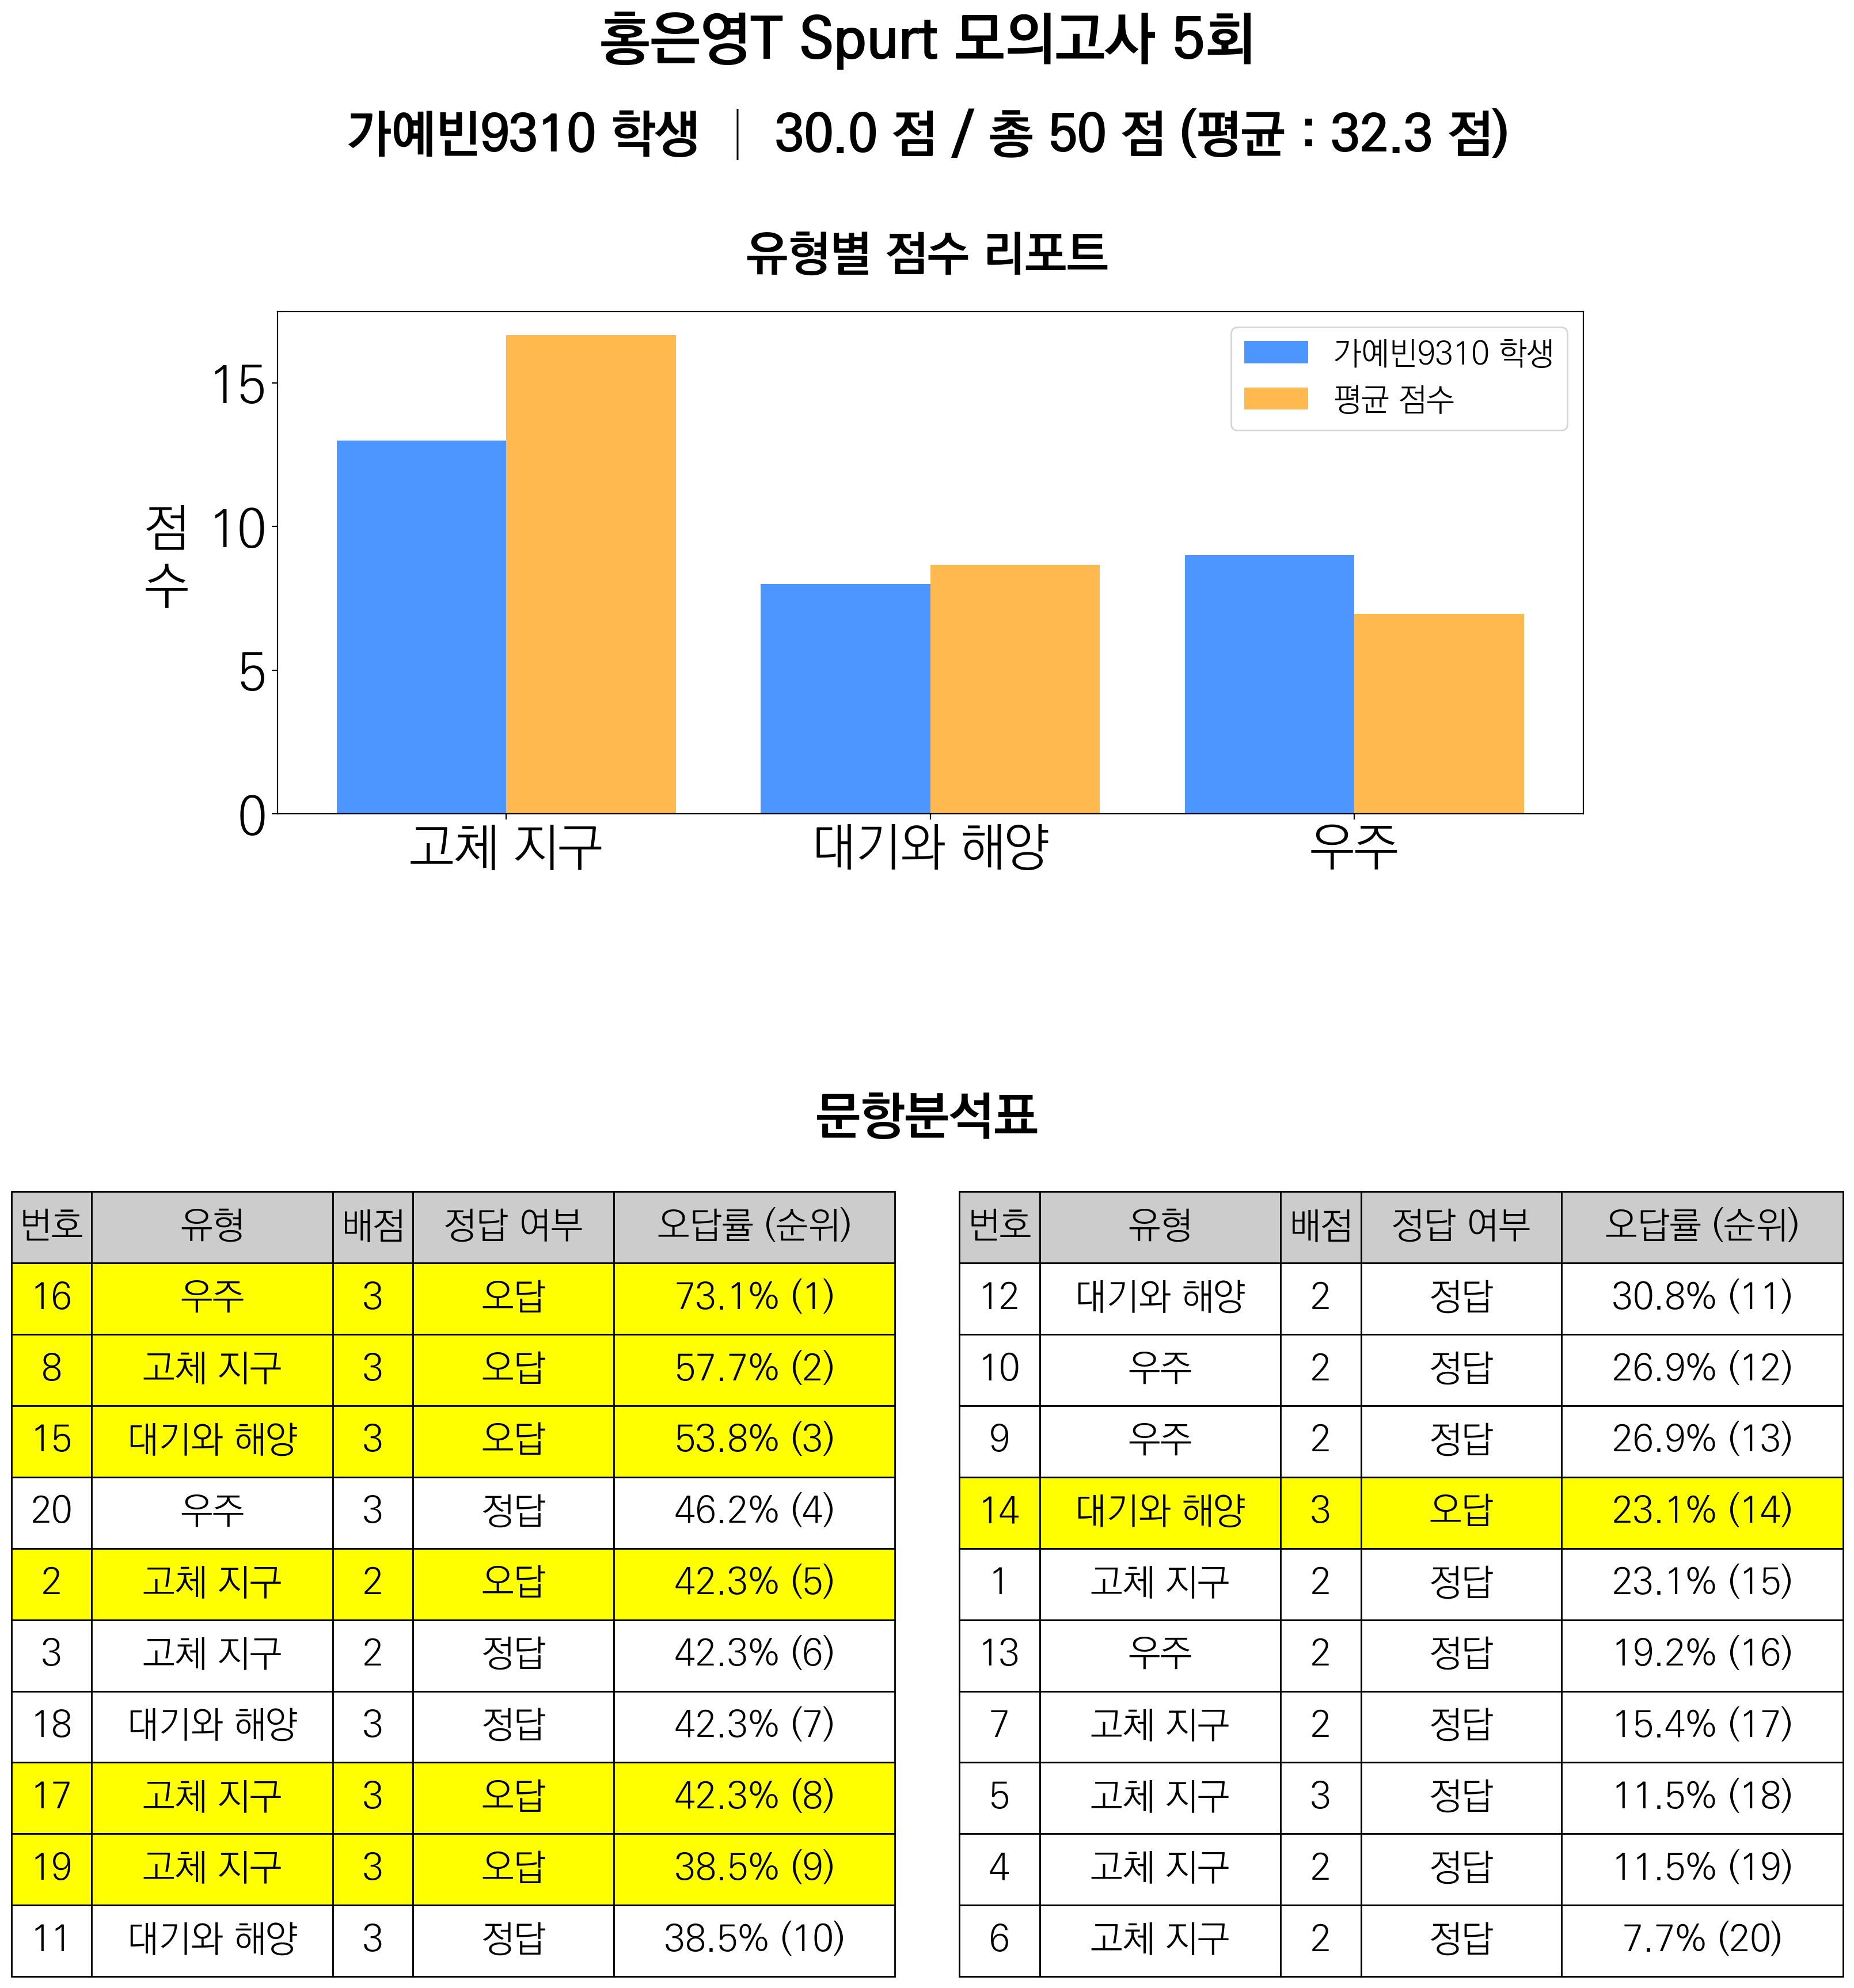 홍은영T Spurt 모의고사 5회
가예빈9310 학생 | 30.0 점 / 총 50 점 (평균 : 32.3 점)
유형별 점수 리포트
가예빈9310 학생
평균 점수
점수
15
10
5
0
고체 지구 대기와 해양 우주
문항분석표
번호 유형 배점 정답 여부 오답률 (순위)
16 우주 3 오답 73.1% (1)
8 고체 지구 3 오답 57.7% (2)
15 대기와 해양 3 오답 53.8% (3)
20 우주 3 정답 46.2% (4)
2 고체 지구 2 오답 42.3% (5)
3 고체 지구 2 정답 42.3% (6)
18 대기와 해양 3 정답 42.3% (7)
17 고체 지구 3 오답 42.3% (8)
19 고체 지구 3 오답 38.5% (9)
11 대기와 해양 3 정답 38.5% (10)
번호 유형 배점 정답 여부 오답률 (순위)
12 대기와 해양 2 정답 30.8% (11)
10 우주 2 정답 26.9% (12)
9 우주 2 정답 26.9% (13)
14 대기와 해양 3 오답 23.1% (14)
1 고체 지구 2 정답 23.1% (15)
13 우주 2 정답 19.2% (16)
7 고체 지구 2 정답 15.4% (17)
5 고체 지구 3 정답 11.5% (18)
4 고체 지구 2 정답 11.5% (19)
6 고체 지구 2 정답 7.7% (20)